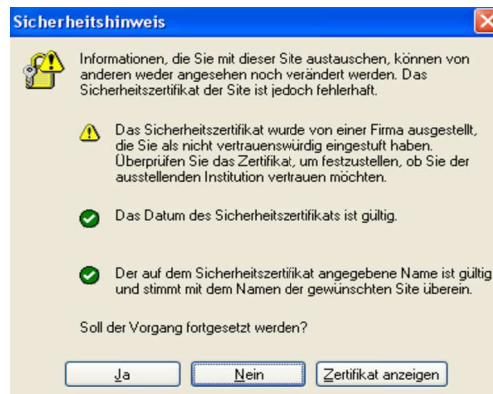 Sicherheitshinweis
Informationen, die Sie mit dieser Site austauschen, können von
anderen weder angesehen noch verändert werden. Das
Sicherheitszertifikat der Site ist jedoch fehlerhaft.
Das Sicherheitszertifikat wurde von einer Firma ausgestellt,
die Sie als nicht vertrauenswürdig eingestuft haben.
Überprüfen Sie das Zertifikat, um festzustellen, ob Sie der
ausstellenden Institution vertrauen möchten.
Das Datum des Sicherheitszertifikats ist gültig.
Der auf dem Sicherheitszertifikat angegebene Name ist gültig
und stimmt mit dem Namen der gewünschten Site überein.
Soll der Vorgang fortgesetzt werden?
Ja Nein Zertifikat anzeigen